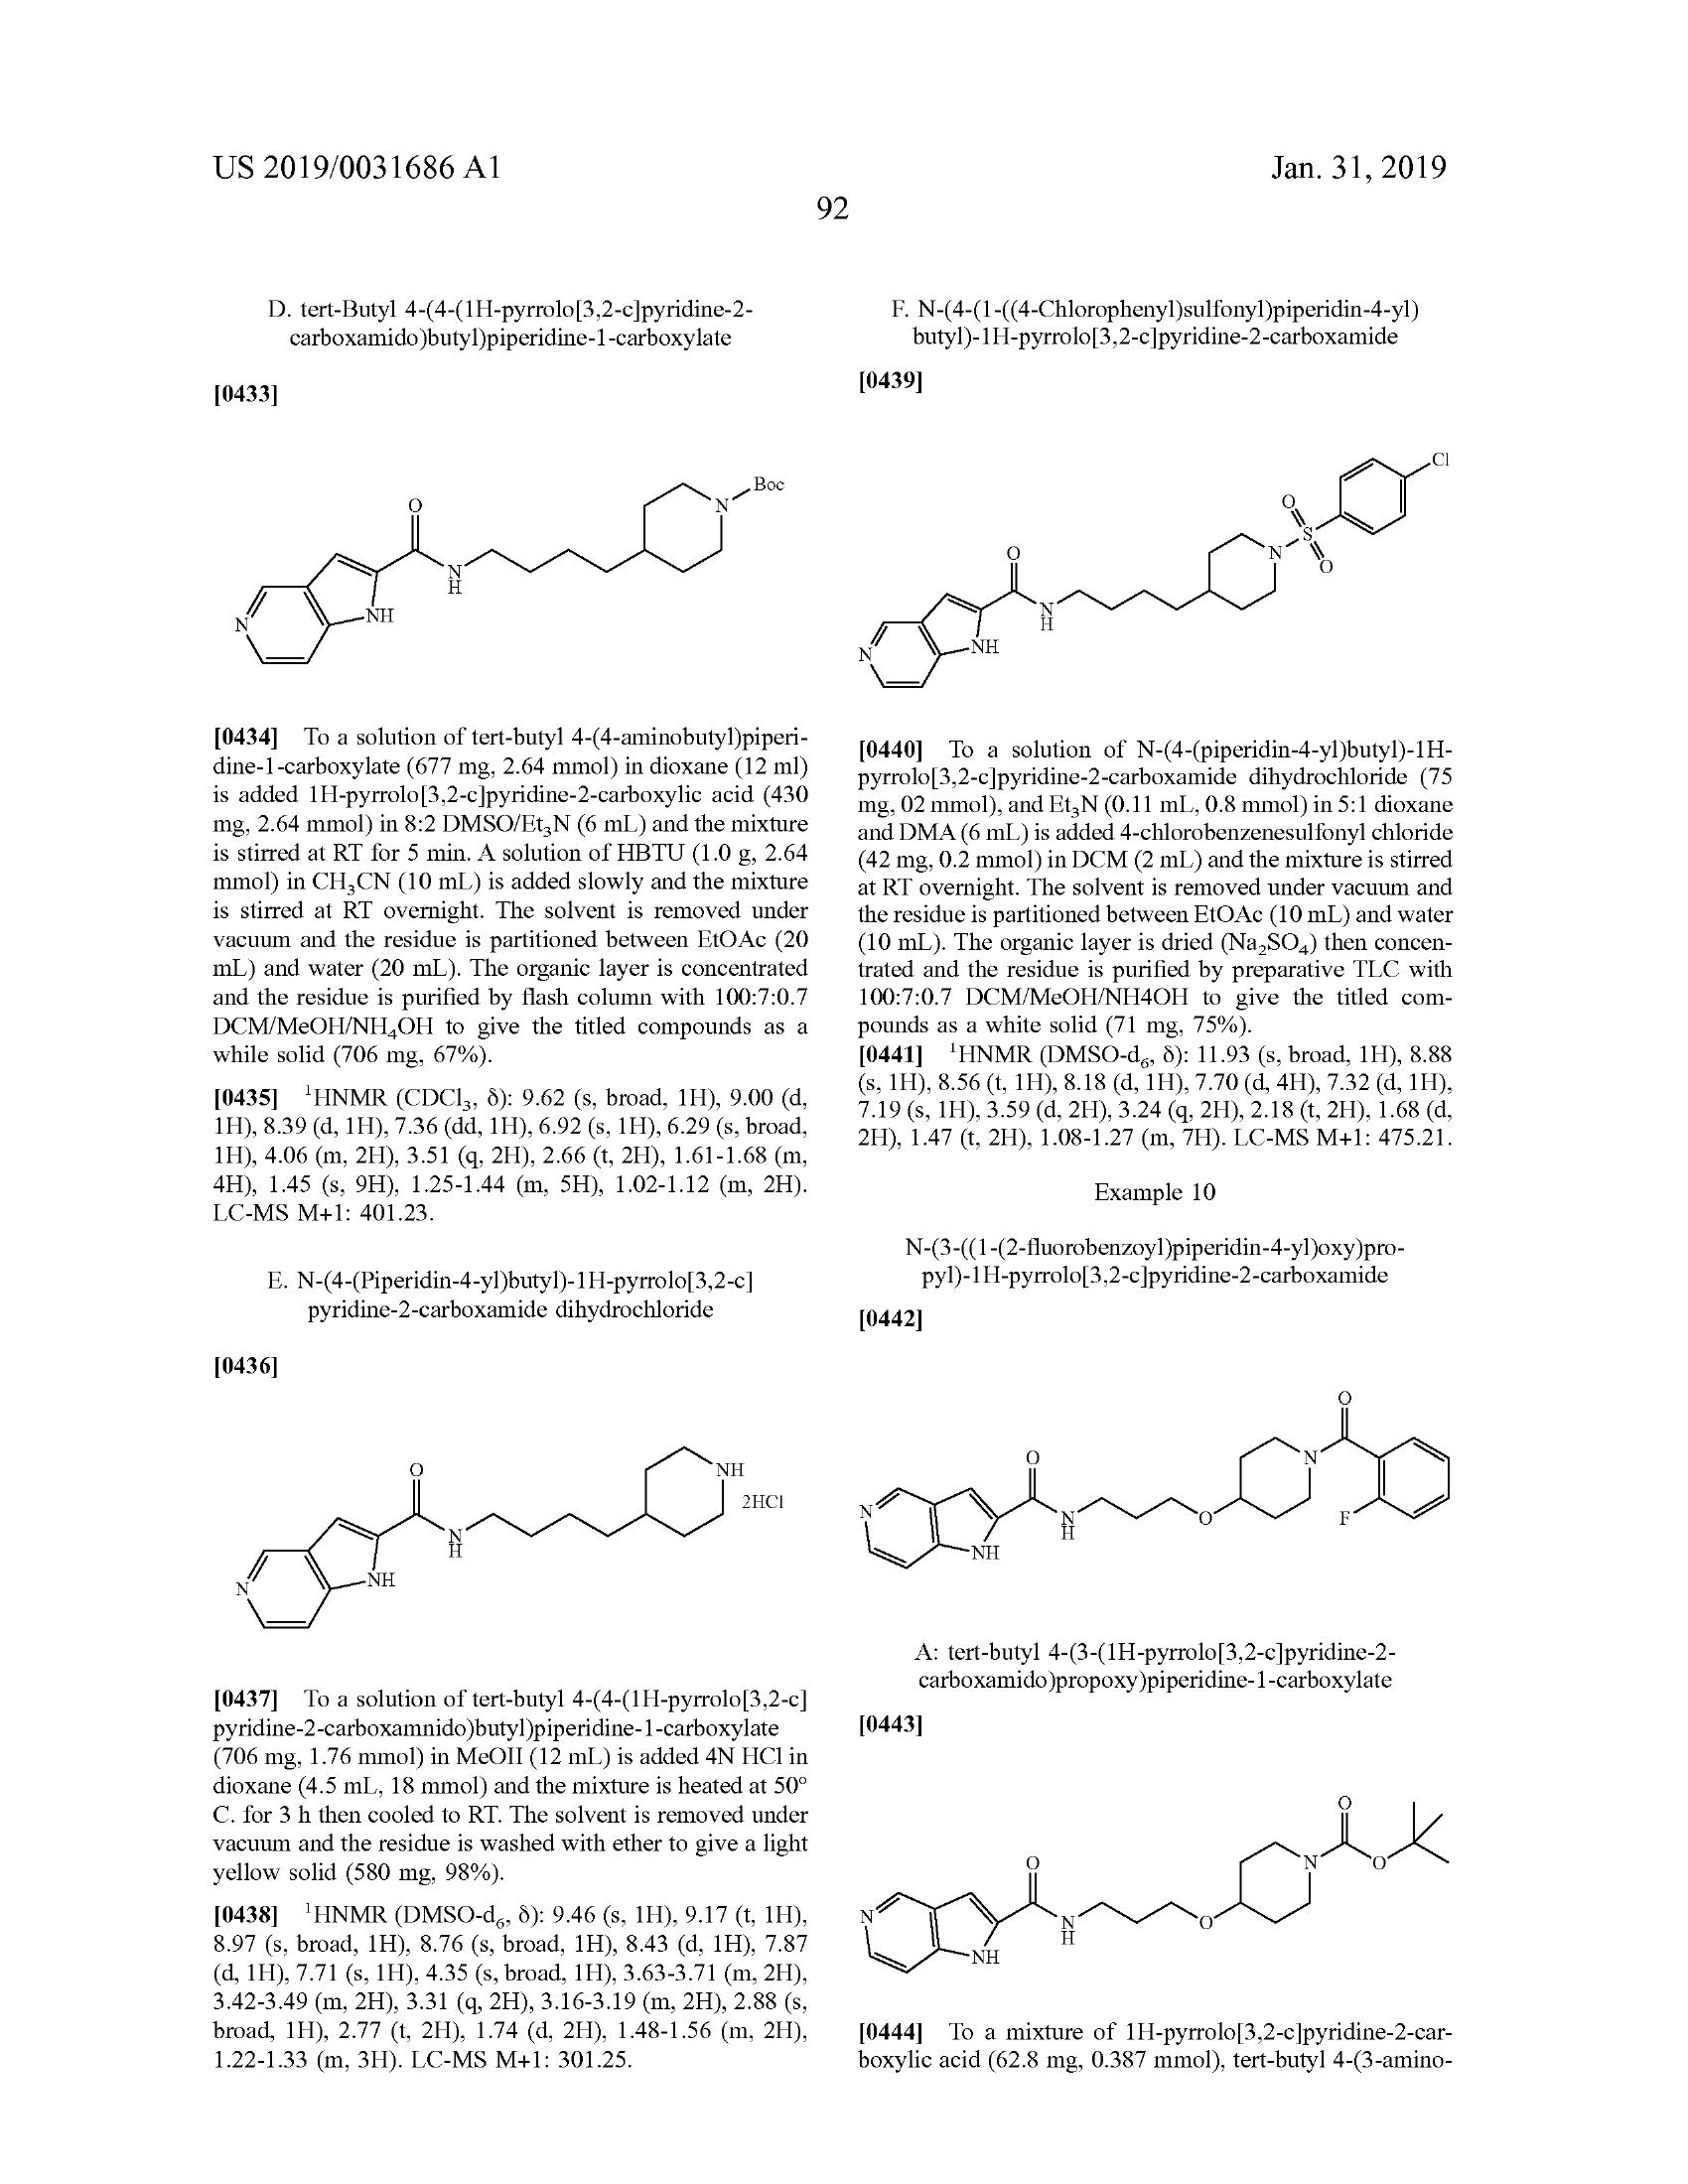 US 2019/0031686 A1
Jan. 31, 2019
92
D. tert-Butyl 4-(4-(1H-pyrrolo[3,2-c]pyridine-2-
carboxamido)butyl)piperidine-1-carboxylate
[0433]
O
N
Boc
N
H
NH
N
[0434] To a solution of tert-butyl 4-(4-aminobutyl)piperi-
dine-1-carboxylate (677 mg, 2.64 mmol) in dioxane (12 ml)
is added 1H-pyrrolo[3,2-c]pyridine-2-carboxylic acid (430
mg, 2.64 mmol) in 8:2 DMSO/Et₃N (6 mL) and the mixture
is stirred at RT for 5 min. A solution of HBTU (1.0 g, 2.64
mmol) in CH₃CN (10 mL) is added slowly and the mixture
is stirred at RT overnight. The solvent is removed under
vacuum and the residue is partitioned between EtOAc (20
mL) and water (20 mL). The organic layer is concentrated
and the residue is purified by flash column with 100:7:0.7
DCM/MeOH/NH₄OH to give the titled compounds as a
while solid (706 mg, 67%).
[0435] ¹HNMR (CDCl₃, δ): 9.62 (s, broad, 1H), 9.00 (d,
1H), 8.39 (d, 1H), 7.36 (dd, 1H), 6.92 (s, 1H), 6.29 (s, broad,
1H), 4.06 (m, 2H), 3.51 (q, 2H), 2.66 (t, 2H), 1.61-1.68 (m,
4H), 1.45 (s, 9H), 1.25-1.44 (m, 5H), 1.02-1.12 (m, 2H).
LC-MS M+1: 401.23.
E. N-(4-(Piperidin-4-yl)butyl)-1H-pyrrolo[3,2-c]
pyridine-2-carboxamide dihydrochloride
[0436]
O
NH
2HCl
N
H
NH
N
[0437] To a solution of tert-butyl 4-(4-(1H-pyrrolo[3,2-c]
pyridine-2-carboxamnido)butyl)piperidine-1-carboxylate
(706 mg, 1.76 mmol) in MeOII (12 mL) is added 4N HCl in
dioxane (4.5 mL, 18 mmol) and the mixture is heated at 50°
C. for 3 h then cooled to RT. The solvent is removed under
vacuum and the residue is washed with ether to give a light
yellow solid (580 mg, 98%).
[0438] ¹HNMR (DMSO-d₆, δ): 9.46 (s, 1H), 9.17 (t, 1H),
8.97 (s, broad, 1H), 8.76 (s, broad, 1H), 8.43 (d, 1H), 7.87
(d, 1H), 7.71 (s, 1H), 4.35 (s, broad, 1H), 3.63-3.71 (m, 2H),
3.42-3.49 (m, 2H), 3.31 (q, 2H), 3.16-3.19 (m, 2H), 2.88 (s,
broad, 1H), 2.77 (t, 2H), 1.74 (d, 2H), 1.48-1.56 (m, 2H),
1.22-1.33 (m, 3H). LC-MS M+1: 301.25.
F. N-(4-(1-((4-Chlorophenyl)sulfonyl)piperidin-4-yl)
butyl)-1H-pyrrolo[3,2-c]pyridine-2-carboxamide
[0439]
Cl
O
S
O
N
O
N
H
NH
N
[0440] To a solution of N-(4-(piperidin-4-yl)butyl)-1H-
pyrrolo[3,2-c]pyridine-2-carboxamide dihydrochloride (75
mg, 02 mmol), and Et₃N (0.11 mL, 0.8 mmol) in 5:1 dioxane
and DMA (6 mL) is added 4-chlorobenzenesulfonyl chloride
(42 mg, 0.2 mmol) in DCM (2 mL) and the mixture is stirred
at RT overnight. The solvent is removed under vacuum and
the residue is partitioned between EtOAc (10 mL) and water
(10 mL). The organic layer is dried (Na₂SO₄) then concen-
trated and the residue is purified by preparative TLC with
100:7:0.7 DCM/MeOH/NH4OH to give the titled com-
pounds as a white solid (71 mg, 75%).
[0441] ¹HNMR (DMSO-d₆, δ): 11.93 (s, broad, 1H), 8.88
(s, 1H), 8.56 (t, 1H), 8.18 (d, 1H), 7.70 (d, 4H), 7.32 (d, 1H),
7.19 (s, 1H), 3.59 (d, 2H), 3.24 (q, 2H), 2.18 (t, 2H), 1.68 (d,
2H), 1.47 (t, 2H), 1.08-1.27 (m, 7H). LC-MS M+1: 475.21.
Example 10
N-(3-((1-(2-fluorobenzoyl)piperidin-4-yl)oxy)pro-
pyl)-1H-pyrrolo[3,2-c]pyridine-2-carboxamide
[0442]
O
N
O
N
N
H
O
F
NH
A: tert-butyl 4-(3-(1H-pyrrolo[3,2-c]pyridine-2-
carboxamido)propoxy)piperidine-1-carboxylate
[0443]
O
N
O
O
N
N
H
O
NH
[0444] To a mixture of 1H-pyrrolo[3,2-c]pyridine-2-car-
boxylic acid (62.8 mg, 0.387 mmol), tert-butyl 4-(3-amino-